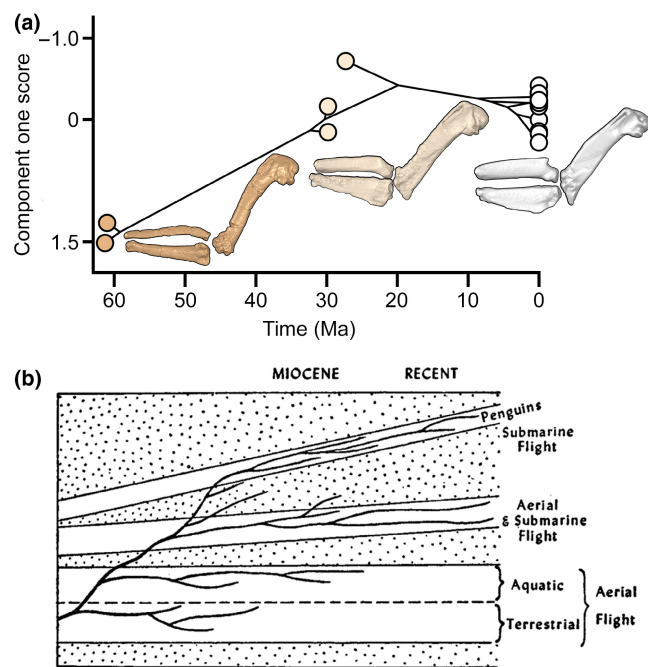 (a)
Component one score
–1.0
0
1.5
60
50
40
30
20
10
0
Time (Ma)
(b)
MIOCENE
RECENT
Penguins
Submarine
Flight
Aerial
& Submarine
Flight
Aquatic
Terrestrial
Aerial
Flight